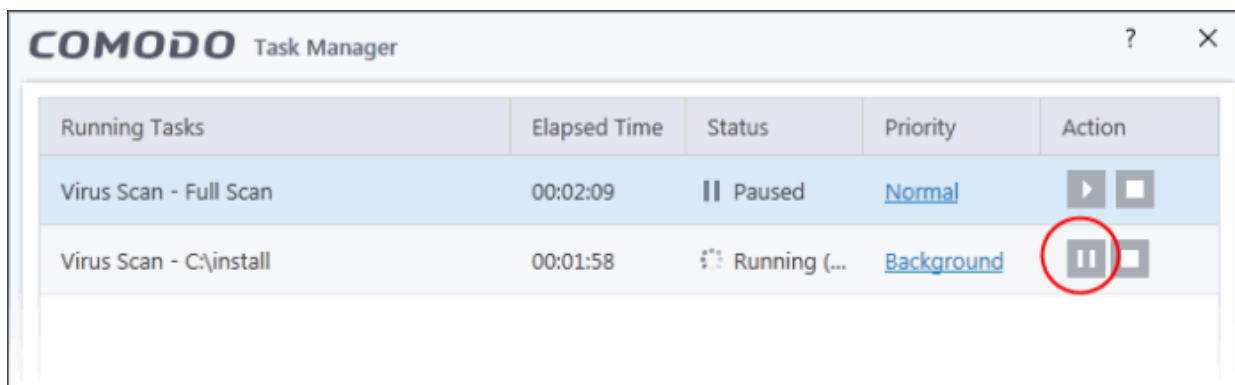 COMODO Task Manager ? X
Running Tasks Elapsed Time Status Priority Action
Virus Scan - Full Scan 00:02:09 Paused Normal
Virus Scan - C:\install 00:01:58 Running (... Background